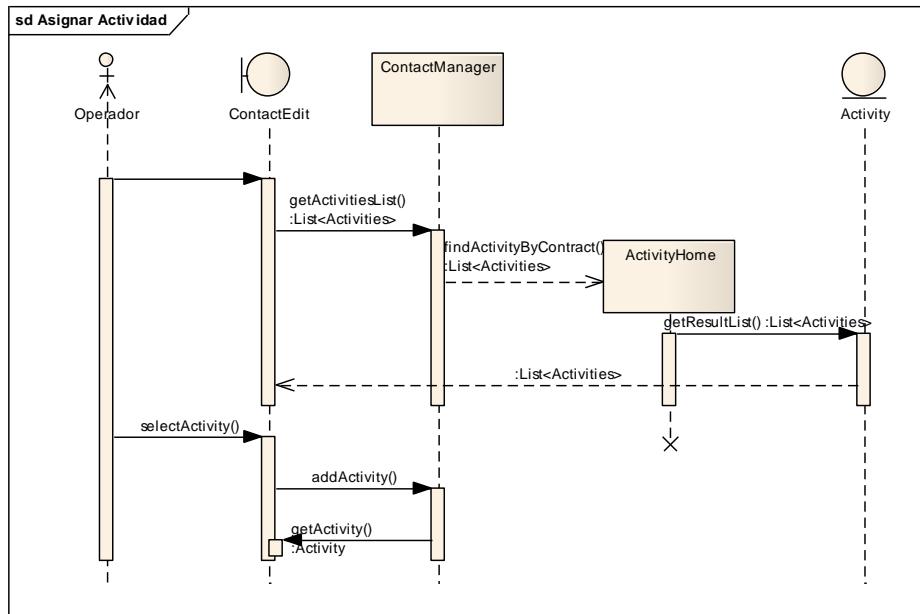 sd Asignar Actividad
Operador
ContactEdit
ContactManager
Activity
getActivitiesList()
:List<Activities>
findActivityByContract()
:List<Activities>
ActivityHome
getResultList() :List<Activities>
:List<Activities>
selectActivity()
addActivity()
getActivity()
:Activity